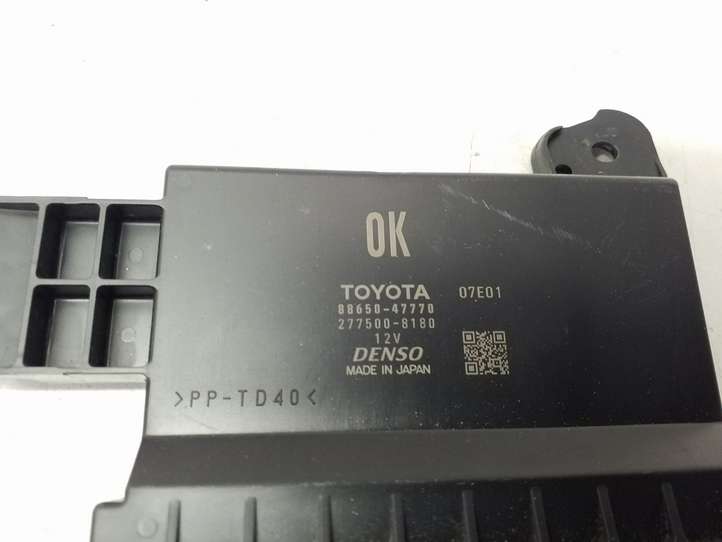 OK
TOYOTA 07E01
88650-47770
277500-8180
12V
DENSO
MADE IN JAPAN
>PP-TD40<